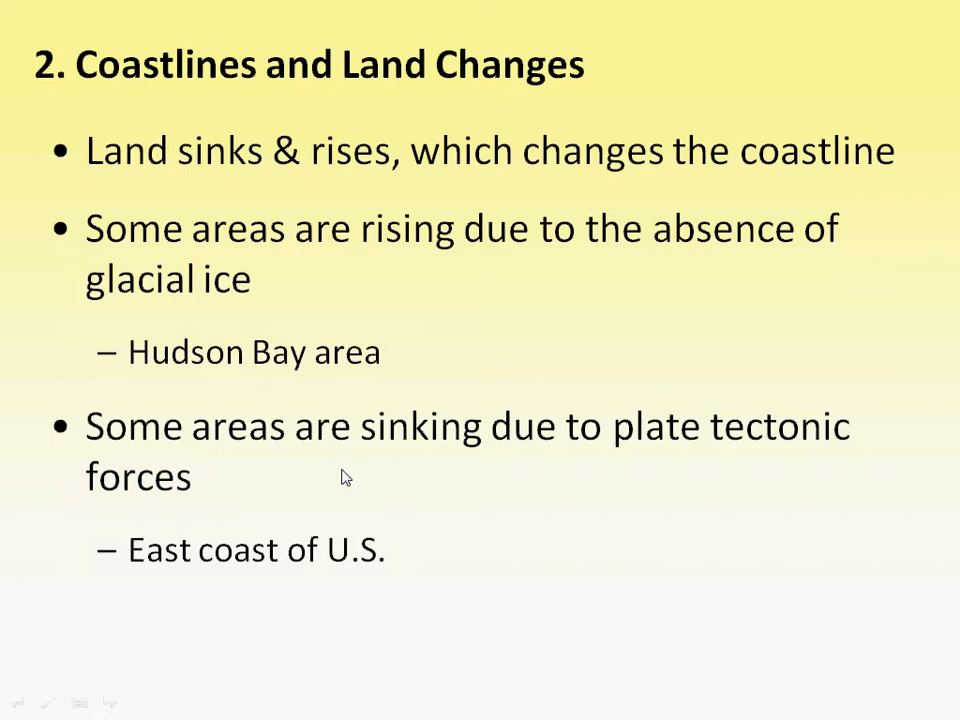 2. Coastlines and Land Changes
• Land sinks & rises, which changes the coastline
• Some areas are rising due to the absence of
glacial ice
– Hudson Bay area
• Some areas are sinking due to plate tectonic
forces
– East coast of U.S.